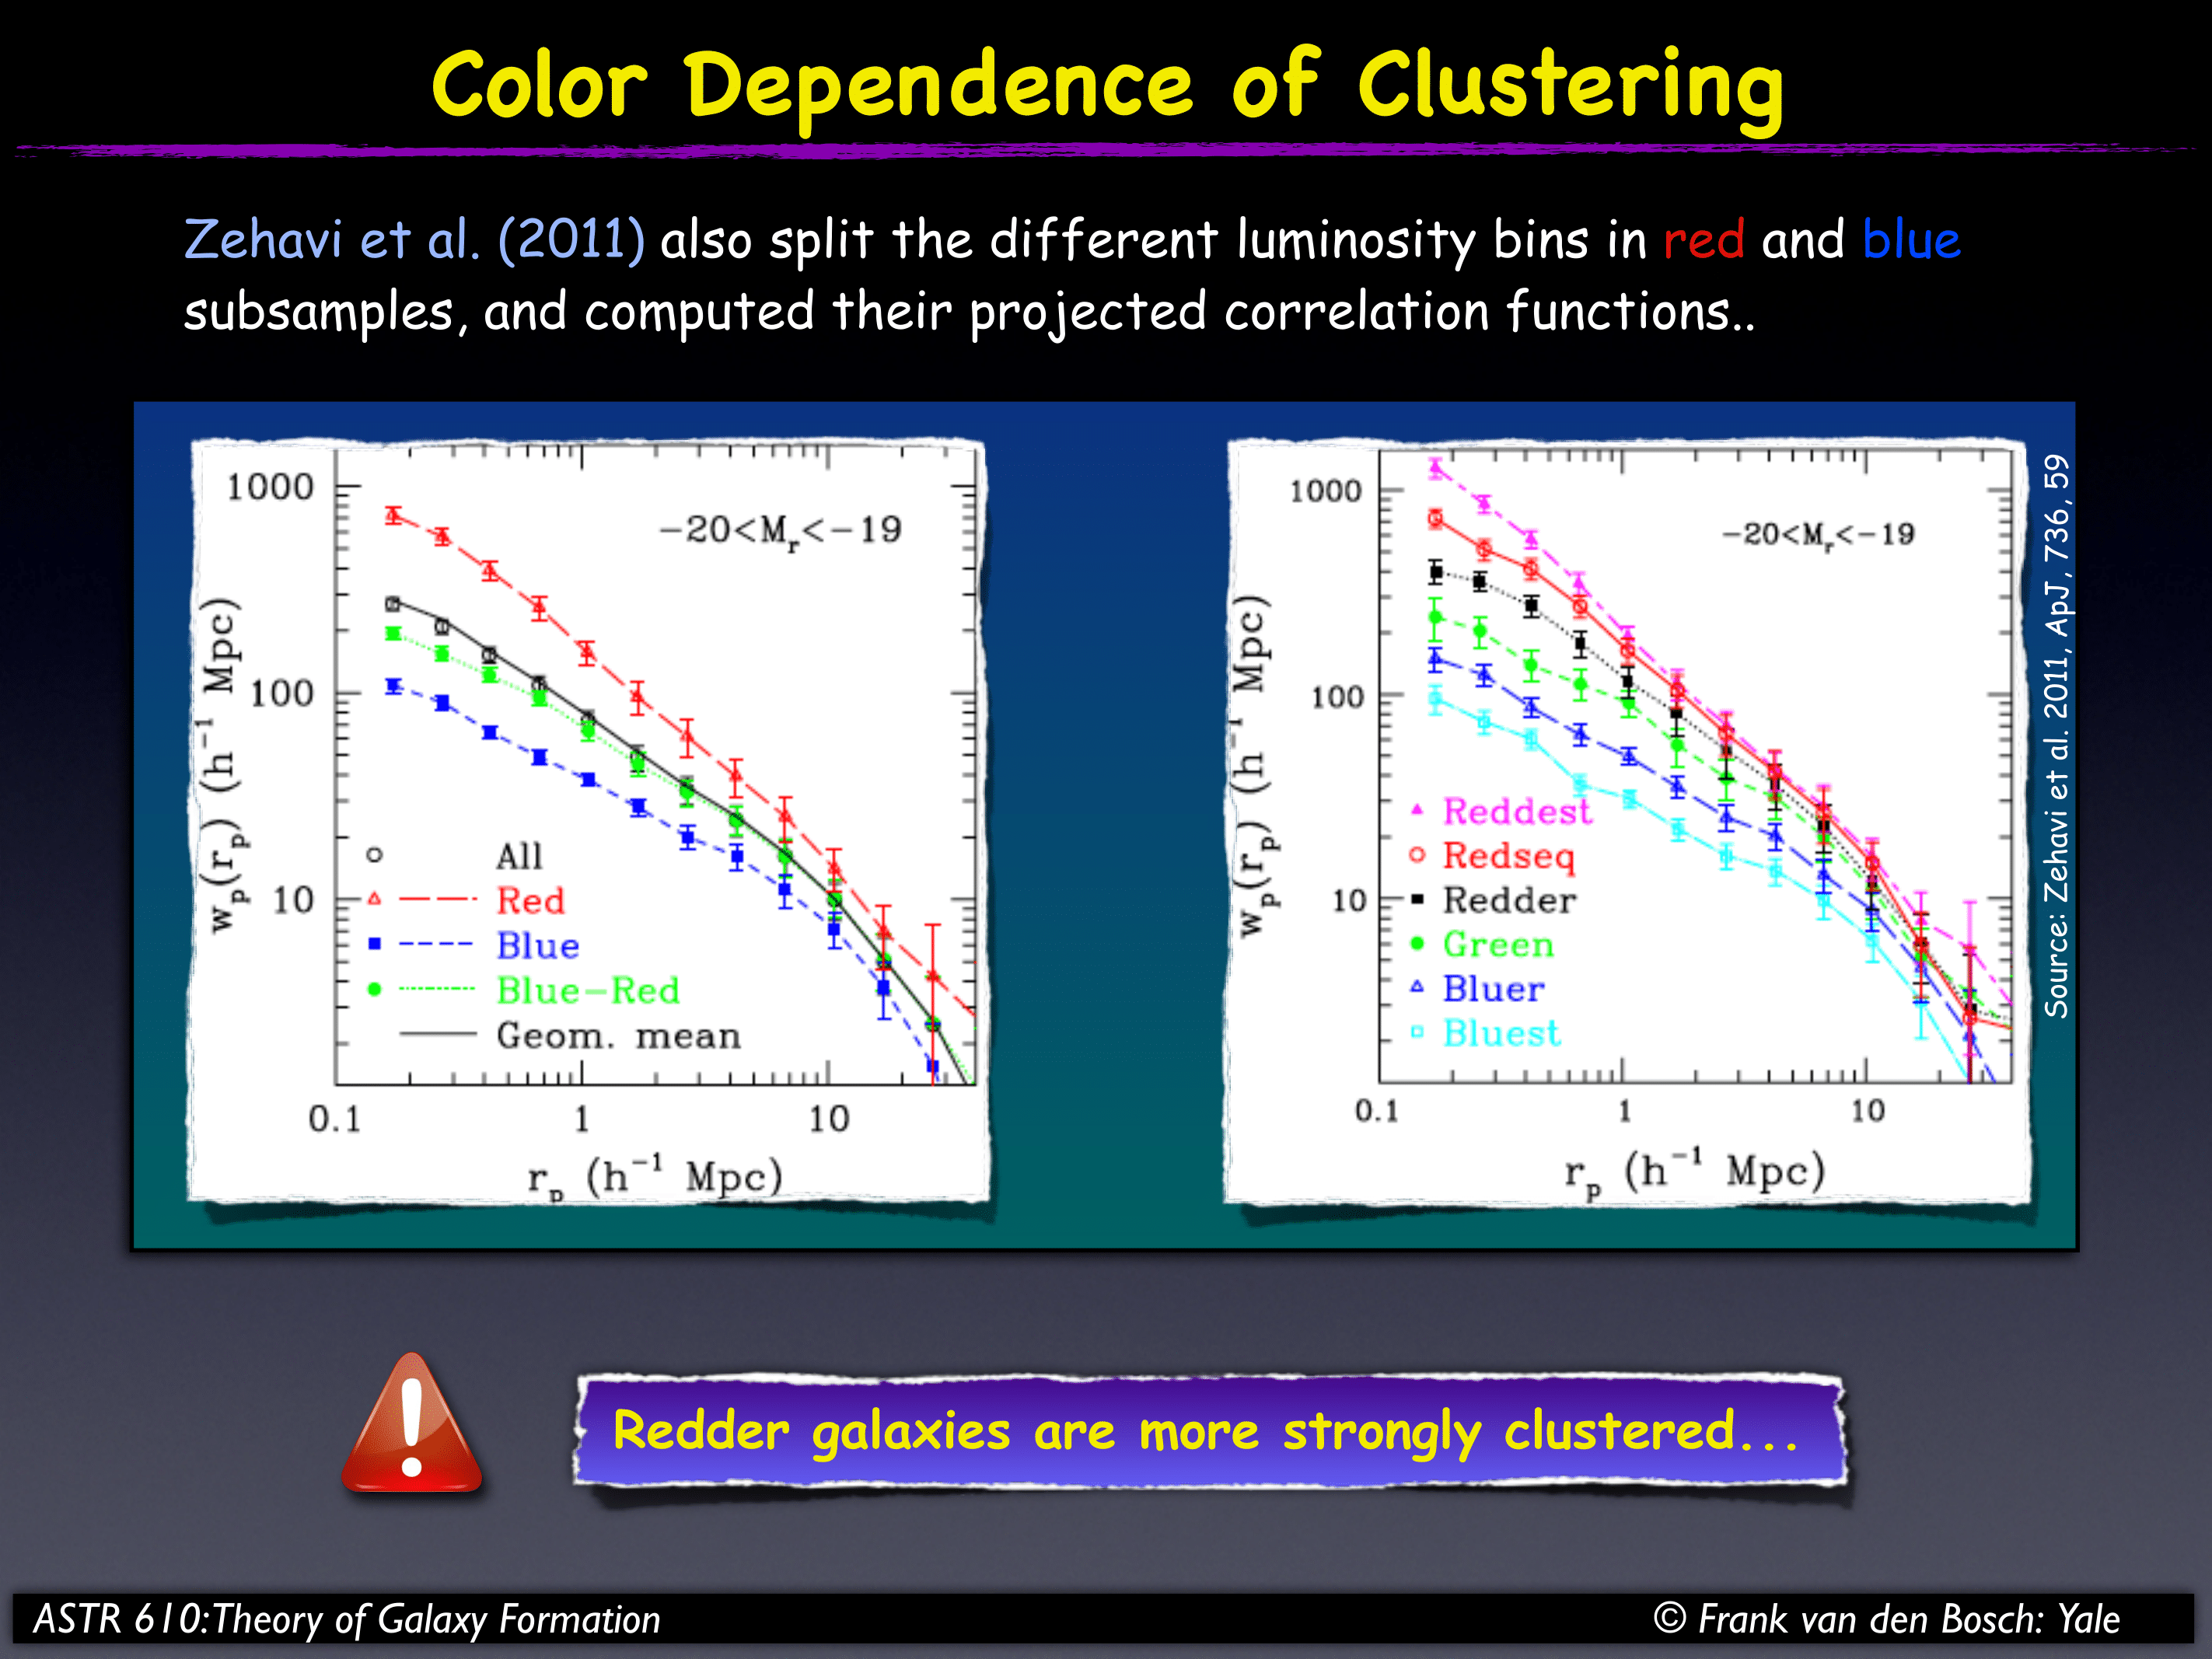 Color Dependence of Clustering
Zehavi et al. (2011) also split the different luminosity bins in red and blue
subsamples, and computed their projected correlation functions..
1000
100
10
0.1
1
10
w_p(r_p) (h^-1 Mpc)
r_p (h^-1 Mpc)
-20<M_r<-19
All
Red
Blue
Blue-Red
Geom. mean
1000
100
10
0.1
1
10
w_p(r_p) (h^-1 Mpc)
r_p (h^-1 Mpc)
-20<M_r<-19
Reddest
Redseq
Redder
Green
Bluer
Bluest
Source: Zehavi et al. 2011, ApJ, 736, 59
!
Redder galaxies are more strongly clustered...
ASTR 610:Theory of Galaxy Formation
© Frank van den Bosch: Yale